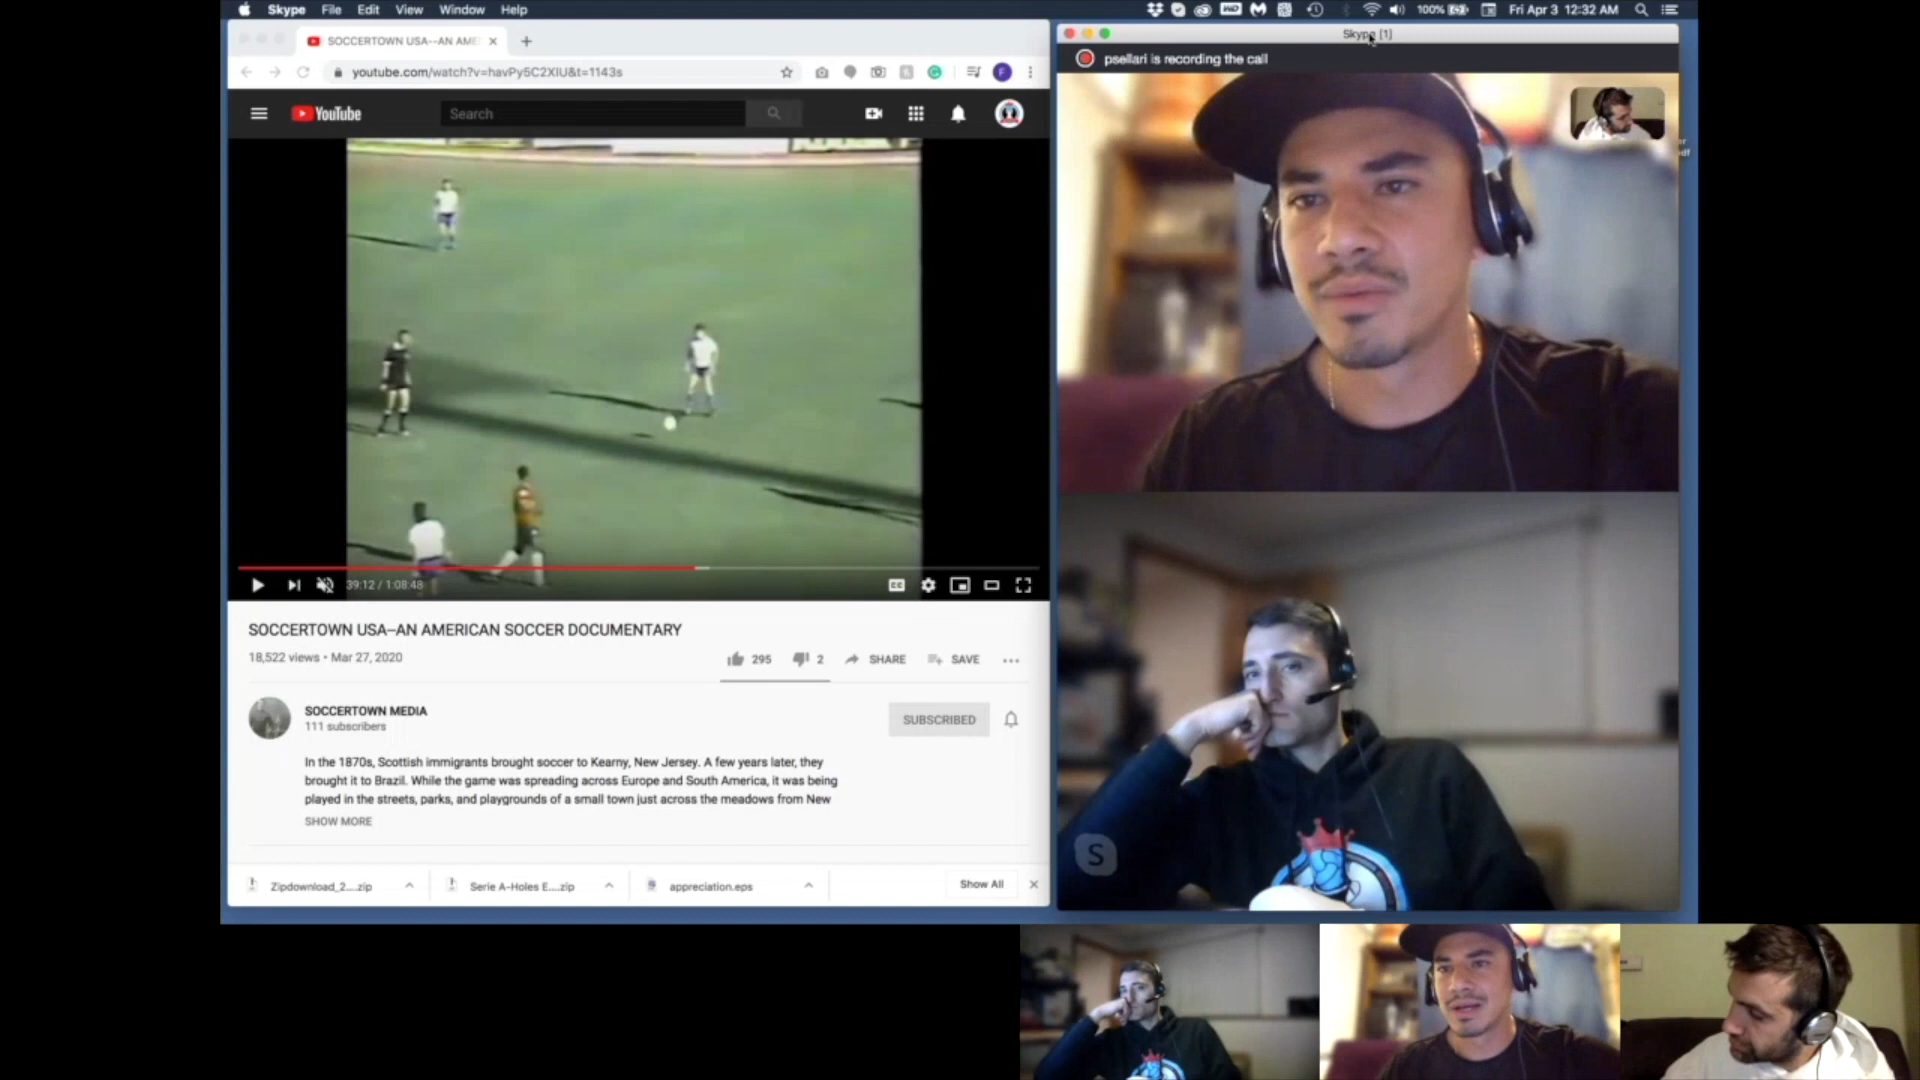 Skype File Edit View Window Help
100% Fri Apr 3 12:32 AM
SOCCERTOWN USA--AN AME
youtube.com/watch?v=havPy5C2XIU&t=1143s
F
YouTube
Search
39:12 / 1:08:48
CC
SOCCERTOWN USA--AN AMERICAN SOCCER DOCUMENTARY
18,522 views • Mar 27, 2020
295 2 SHARE SAVE
SOCCERTOWN MEDIA
111 subscribers
SUBSCRIBED
In the 1870s, Scottish immigrants brought soccer to Kearny, New Jersey. A few years later, they
brought it to Brazil. While the game was spreading across Europe and South America, it was being
played in the streets, parks, and playgrounds of a small town just across the meadows from New
SHOW MORE
Zipdownload_2....zip
Serie A-Holes E....zip
appreciation.eps
Show All
Skype [1]
psellari is recording the call
S